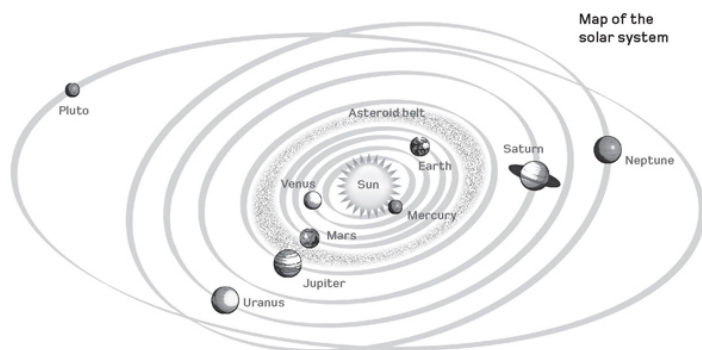 Map of the
solar system
Pluto
Asteroid belt
Earth
Saturn
Neptune
Venus
Sun
Mercury
Mars
Jupiter
Uranus